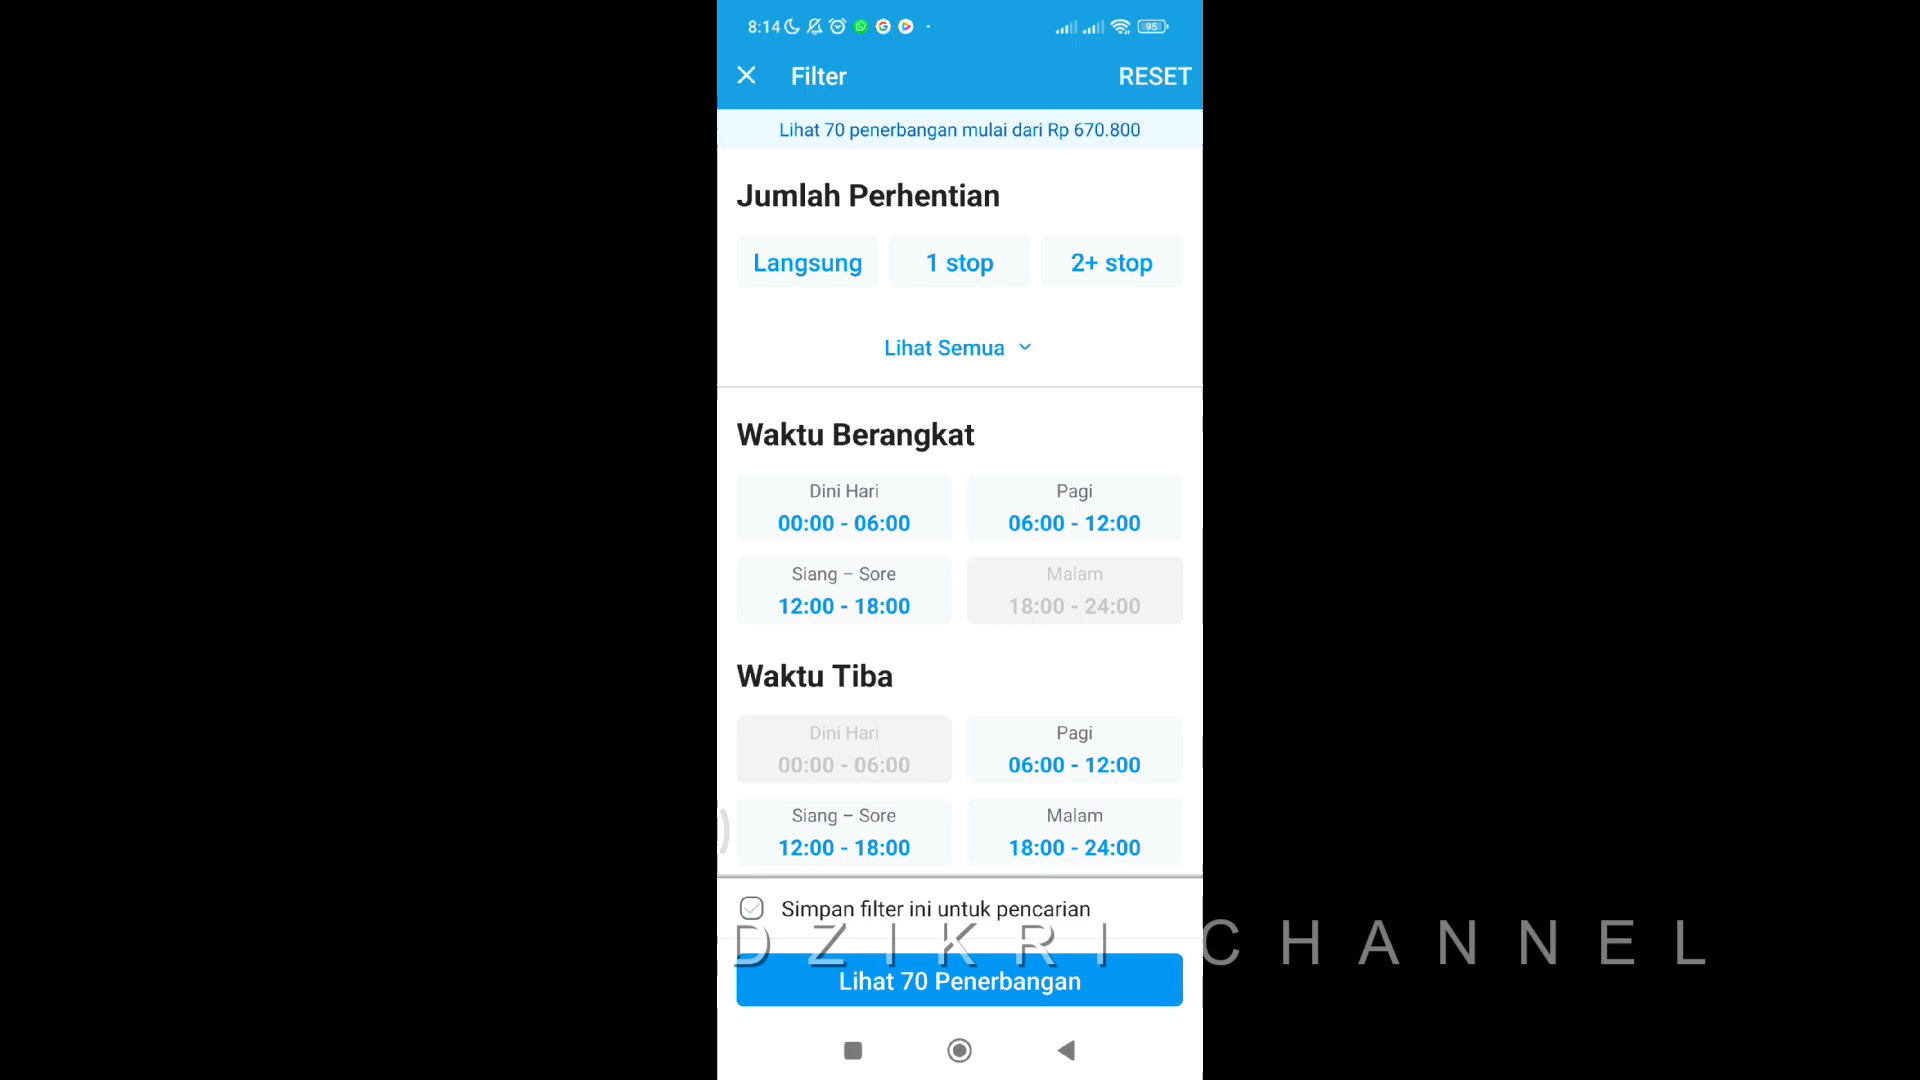 8:14
95
Filter
RESET
Lihat 70 penerbangan mulai dari Rp 670.800
Jumlah Perhentian
Langsung
1 stop
2+ stop
Lihat Semua
Waktu Berangkat
Dini Hari
00:00 - 06:00
Pagi
06:00 - 12:00
Siang – Sore
12:00 - 18:00
Malam
18:00 - 24:00
Waktu Tiba
Dini Hari
00:00 - 06:00
Pagi
06:00 - 12:00
Siang – Sore
12:00 - 18:00
Malam
18:00 - 24:00
Simpan filter ini untuk pencarian
DZIKRI CHANNEL
Lihat 70 Penerbangan